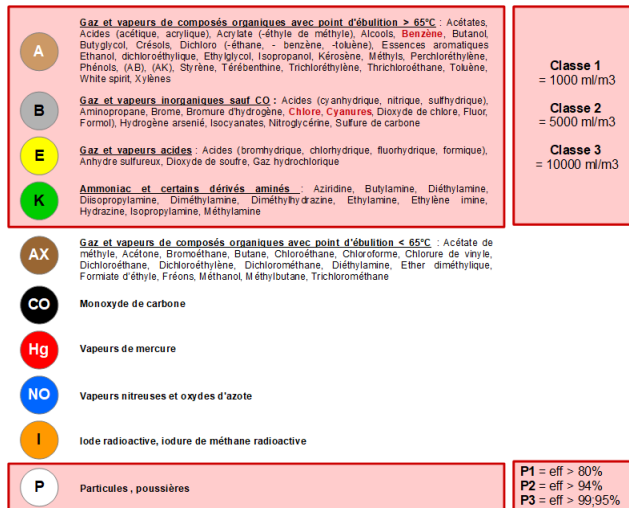 Gaz et vapeurs de composés organiques avec point d'ébulition > 65°C : Acétates,
Acides (acétique, acrylique), Acrylate (-éthyle de méthyle), Alcools, Benzène, Butanol,
Butyglycol, Crésols, Dichloro (-éthane, - benzène, -toluène), Essences aromatiques
A
Ethanol, dichloroéthylique, Ethylglycol, Isopropanol, Kérosène, Méthyls, Perchloréthylène,
Phénols, (AB), (AK), Styrène, Térébenthine, Trichloréthylène, Thrichloroéthane, Toluène,
White spirit, Xylènes
Gaz et vapeurs inorganiques sauf CO : Acides (cyanhydrique, nitrique, sulfhydrique),
B
Aminopropane, Brome, Bromure d'hydrogène, Chlore, Cyanures, Dioxyde de chlore, Fluor,
Formol), Hydrogène arsenié, Isocyanates, Nitroglycérine, Sulfure de carbone
E
Gaz et vapeurs acides : Acides (bromhydrique, chlorhydrique, fluorhydrique, formique),
Anhydre sulfureux, Dioxyde de soufre, Gaz hydrochlorique
K
Ammoniac et certains dérivés aminés : Aziridine, Butylamine, Diéthylamine,
Diisopropylamine, Diméthylamine, Diméthylhydrazine, Ethylamine, Ethylène imine,
Hydrazine, Isopropylamine, Méthylamine
Classe 1
= 1000 ml/m3
Classe 2
= 5000 ml/m3
Classe 3
= 10000 ml/m3
AX
Gaz et vapeurs de composés organiques avec point d'ébulition < 65°C : Acétate de
méthyle, Acétone, Bromoéthane, Butane, Chloroéthane, Chloroforme, Chlorure de vinyle,
Dichloroéthane, Dichloroéthylène, Dichlorométhane, Diéthylamine, Ether diméthylique,
Formiate d'éthyle, Fréons, Méthanol, Méthylbutane, Trichlorométhane
CO
Monoxyde de carbone
Hg
Vapeurs de mercure
NO
Vapeurs nitreuses et oxydes d'azote
I
Iode radioactive, iodure de méthane radioactive
P
Particules , poussières
P1 = eff > 80%
P2 = eff > 94%
P3 = eff > 99;95%